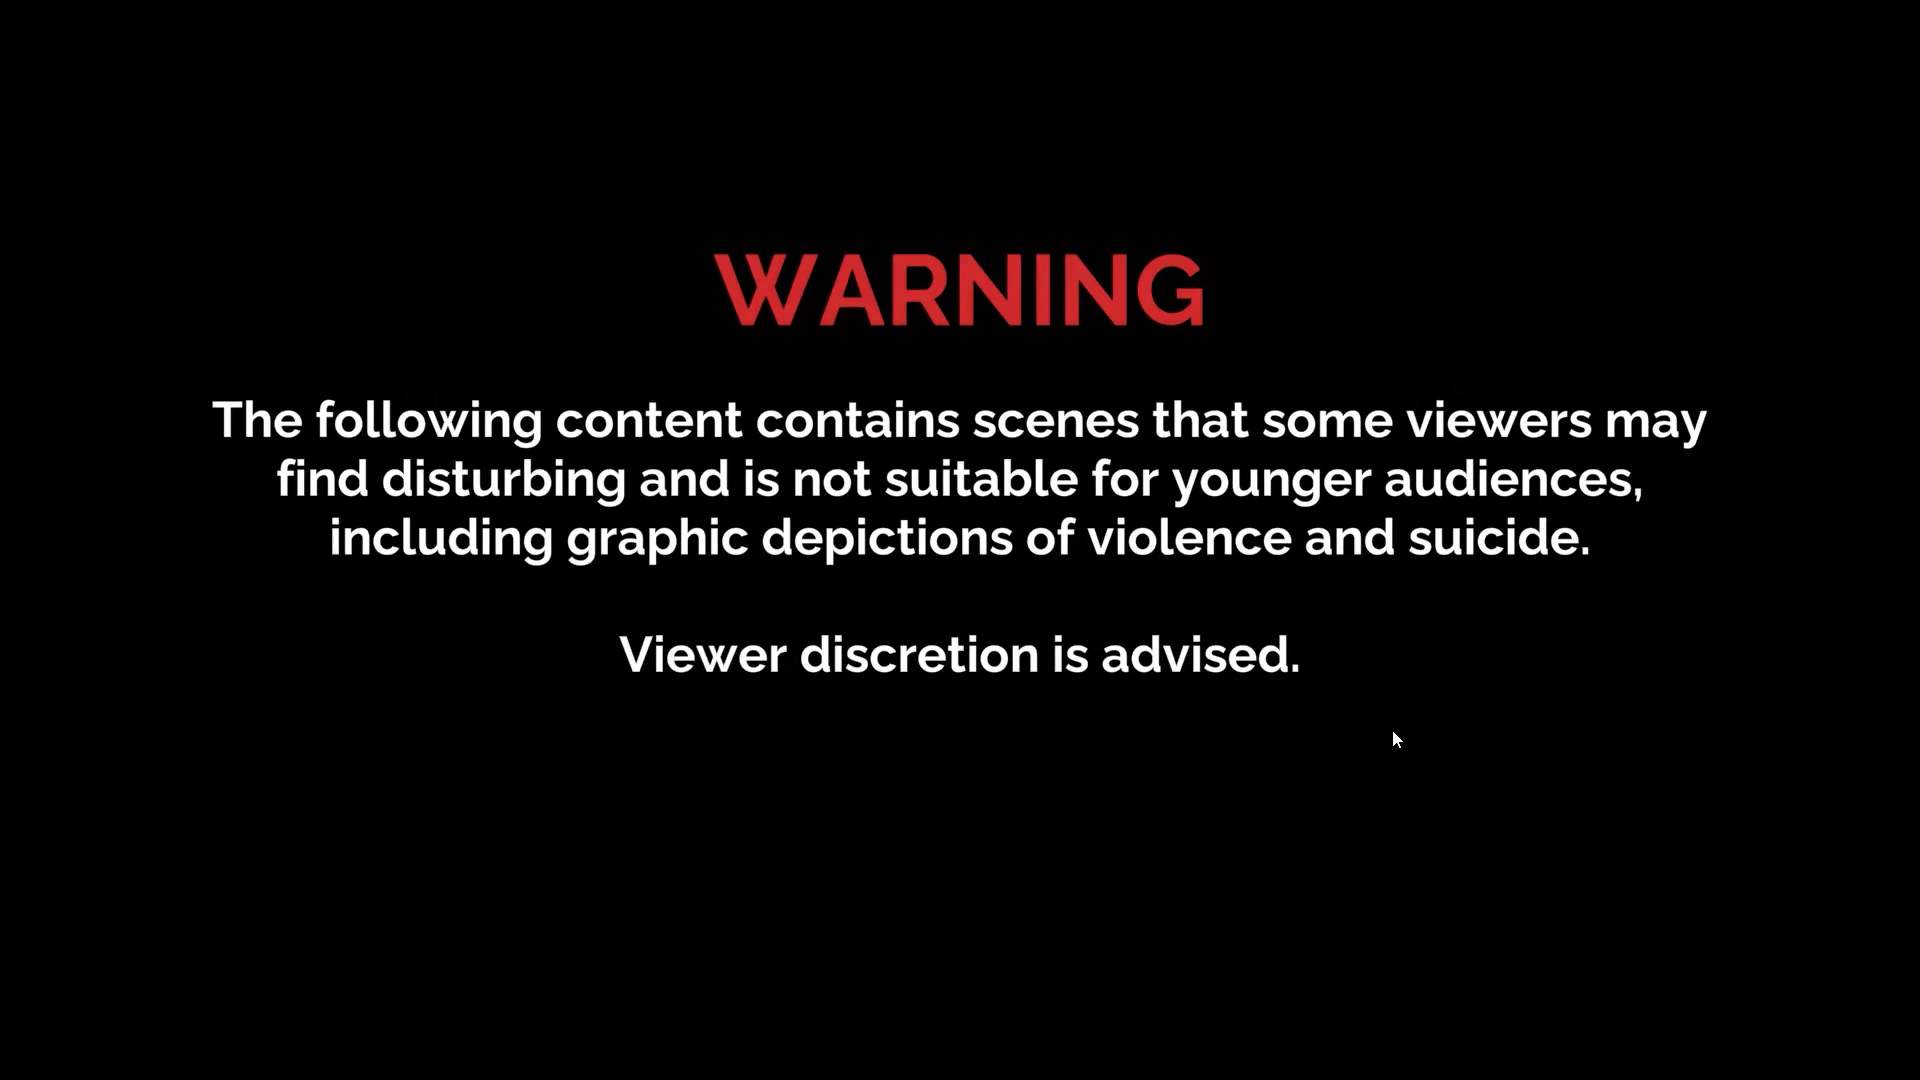 WARNING
The following content contains scenes that some viewers may
find disturbing and is not suitable for younger audiences,
including graphic depictions of violence and suicide.
Viewer discretion is advised.